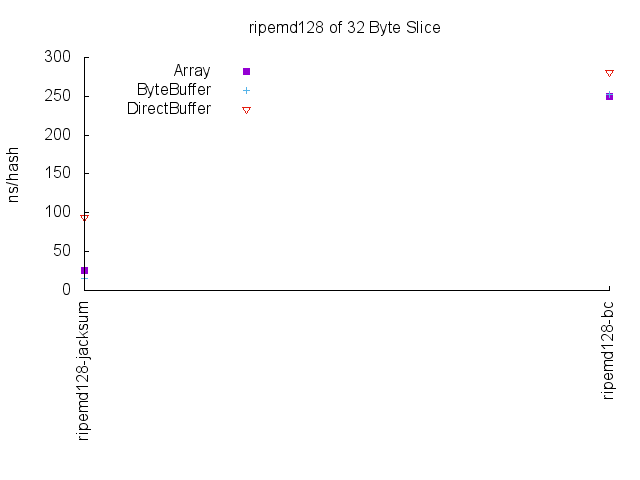 ripemd128 of 32 Byte Slice
300
250
200
150
100
50
0
ns/hash
Array
ByteBuffer
DirectBuffer
ripemd128-jacksum
ripemd128-bc